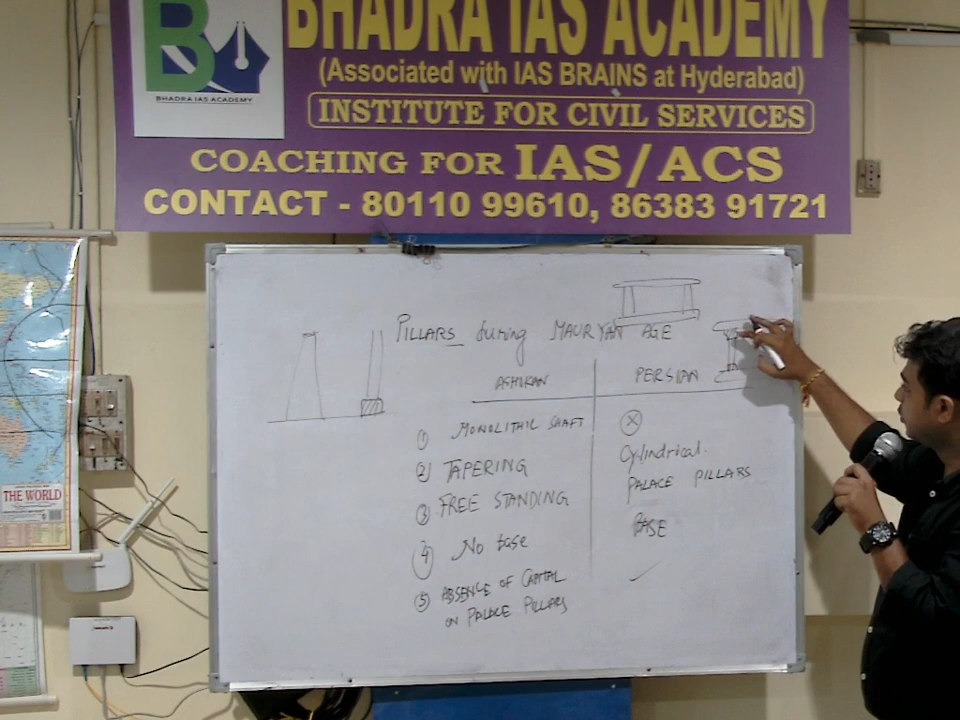 BHADRA IAS ACADEMY
BHADRA IAS ACADEMY
(Associated with IAS BRAINS at Hyderabad)
INSTITUTE FOR CIVIL SERVICES
COACHING FOR IAS/ACS
CONTACT - 80110 99610, 86383 91721
PILLARS during MAURYAN AGE
ASHOKAN PERSIAN
① MONOLITHIC SHAFT X
② TAPERING Cylindrical.
③ FREE STANDING PALACE PILLARS
④ No base BASE
⑤ ABSENCE OF CAPITAL ✓
ON PALACE PILLARS
THE WORLD